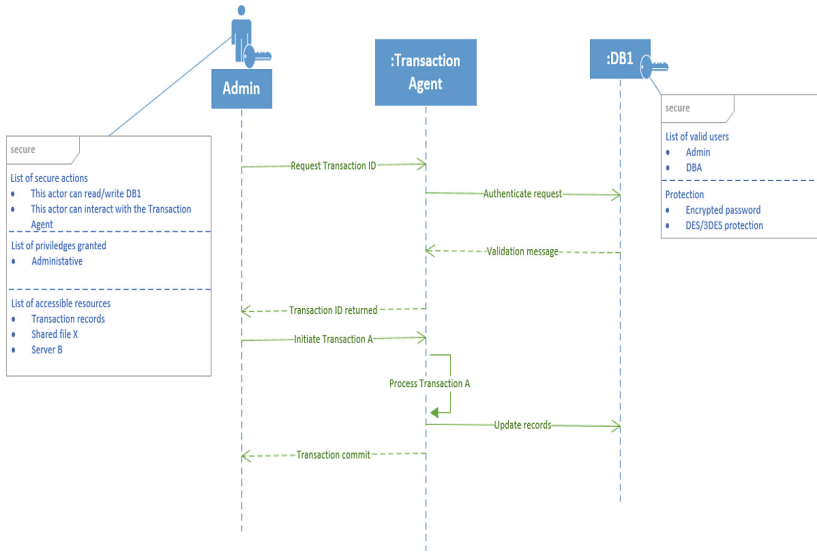 Admin
:Transaction
Agent
:DB1
secure
List of secure actions
• This actor can read/write DB1
• This actor can interact with the Transaction
Agent
List of priviledges granted
• Administative
List of accessible resources
• Transaction records
• Shared file X
• Server B
secure
List of valid users
• Admin
• DBA
Protection
• Encrypted password
• DES/3DES protection
Request Transaction ID
Authenticate request
Validation message
Transaction ID returned
Initiate Transaction A
Process Transaction A
Update records
Transaction commit